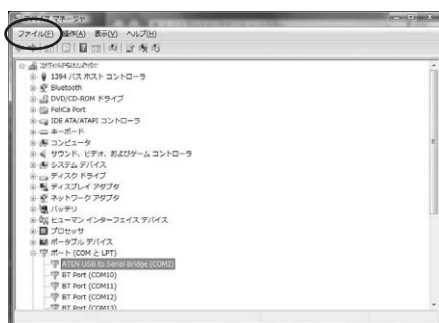 デバイス マネージャ
ファイル(F) 操作(A) 表示(V) ヘルプ(H)
1394 バス ホスト コントローラ
Bluetooth
DVD/CD-ROM ドライブ
FeliCa Port
IDE ATA/ATAPI コントローラ
キーボード
コンピュータ
サウンド、ビデオ、およびゲーム コントローラ
システム デバイス
ディスク ドライブ
ディスプレイ アダプタ
ネットワーク アダプタ
バッテリ
ヒューマン インターフェイス デバイス
プロセッサ
ポータブル デバイス
ポート (COM と LPT)
ATEN USB to Serial Bridge (COM2)
BT Port (COM10)
BT Port (COM11)
BT Port (COM12)
BT Port (COM13)